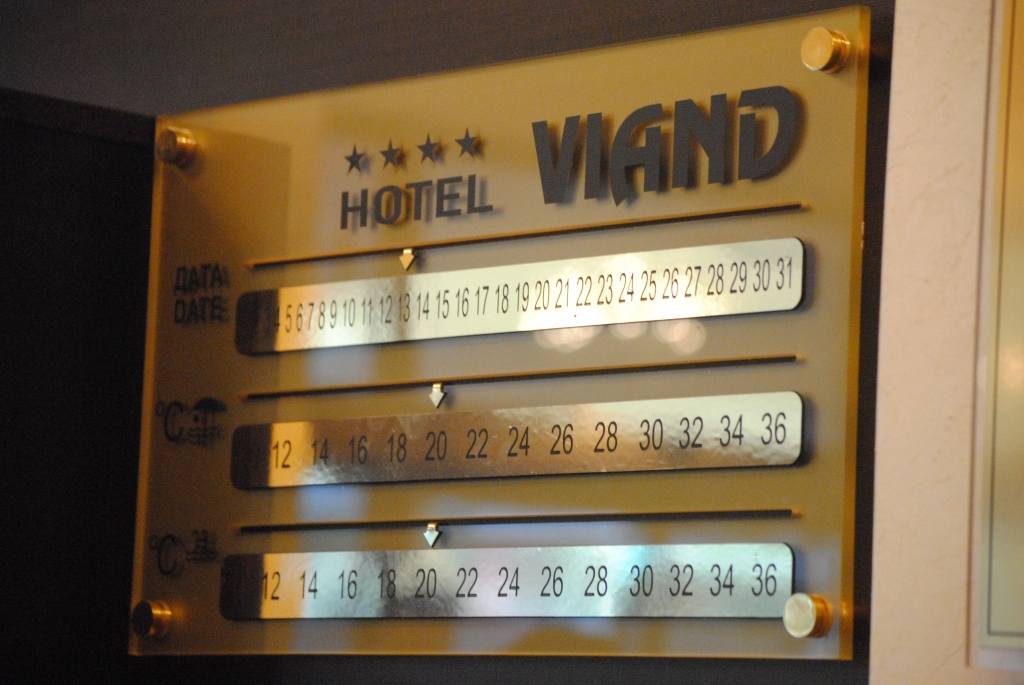 ★★★★
HOTEL VIAND
DATA
DATE
4 5 6 7 8 9 10 11 12 13 14 15 16 17 18 19 20 21 22 23 24 25 26 27 28 29 30 31
°C 12 14 16 18 20 22 24 26 28 30 32 34 36
°C 12 14 16 18 20 22 24 26 28 30 32 34 36